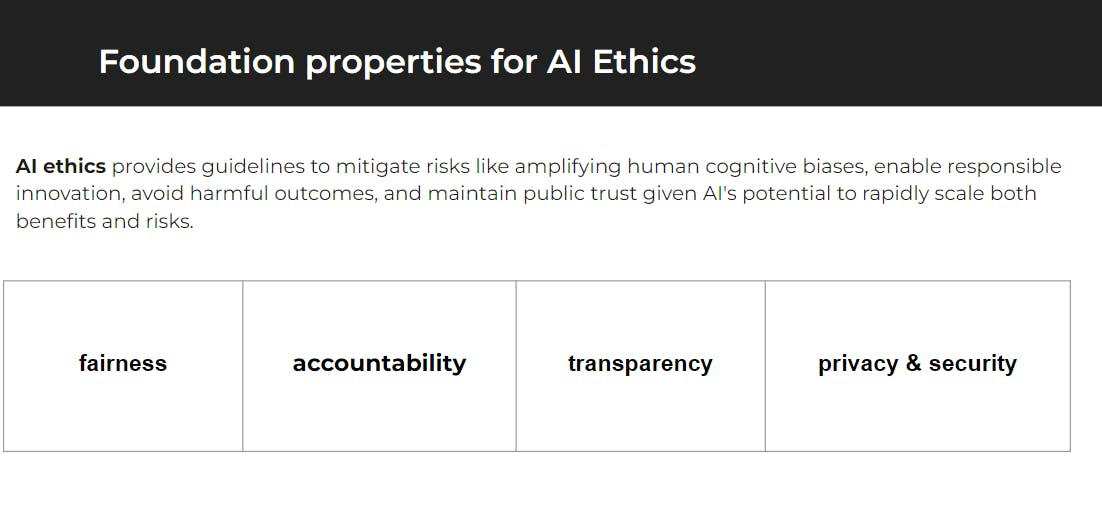 Foundation properties for AI Ethics
AI ethics provides guidelines to mitigate risks like amplifying human cognitive biases, enable responsible
innovation, avoid harmful outcomes, and maintain public trust given AI's potential to rapidly scale both
benefits and risks.
fairness
accountability
transparency
privacy & security